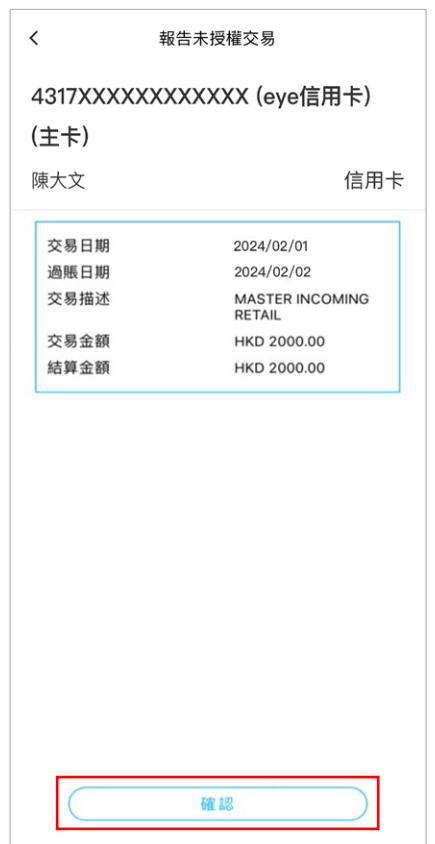 報告未授權交易
4317XXXXXXXXXXXX (eye信用卡)
(主卡)
陳大文 信用卡
交易日期 2024/02/01
過賬日期 2024/02/02
交易描述 MASTER INCOMING
RETAIL
交易金額 HKD 2000.00
結算金額 HKD 2000.00
確認